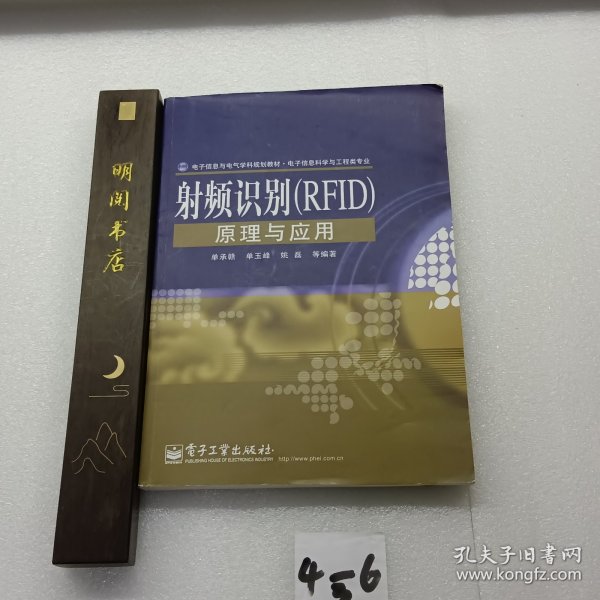 明阅书店
电子信息与电气学科规划教材·电子信息科学与工程类专业
射频识别(RFID)
原理与应用
单承赣 单玉峰 姚磊 等编著
电子工业出版社
PUBLISHING HOUSE OF ELECTRONICS INDUSTRY http://www.phei.com.cn
孔夫子旧书网
www.kongfz.com